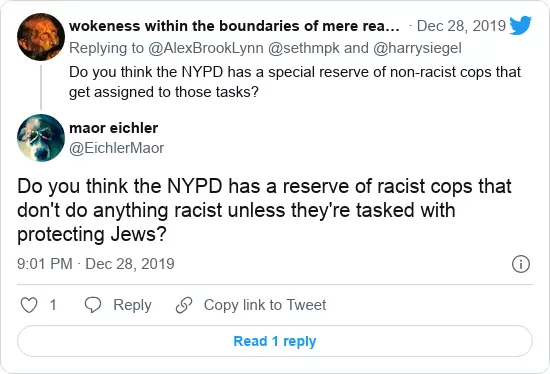 wokeness within the boundaries of mere rea... · Dec 28, 2019
Replying to @AlexBrookLynn @sethmpk and @harrysiegel
Do you think the NYPD has a special reserve of non-racist cops that
get assigned to those tasks?
maor eichler
@EichlerMaor
Do you think the NYPD has a reserve of racist cops that
don't do anything racist unless they're tasked with
protecting Jews?
9:01 PM · Dec 28, 2019
1 Reply Copy link to Tweet
Read 1 reply